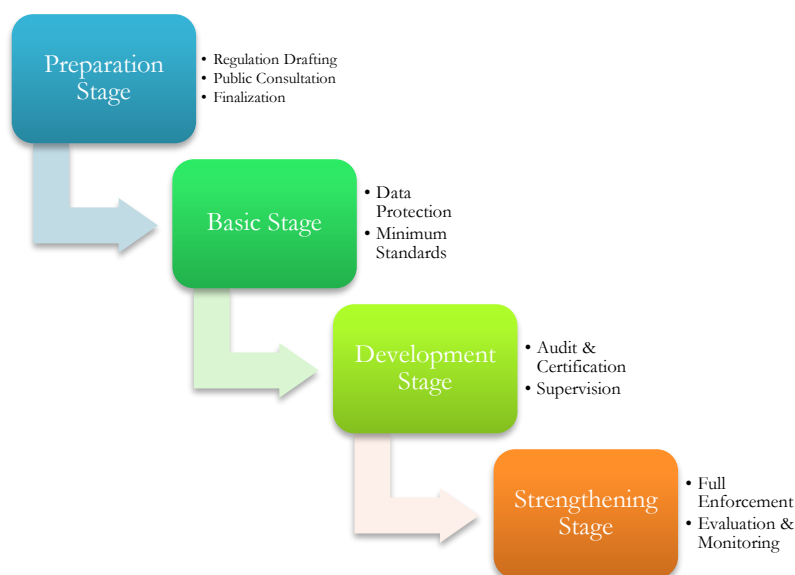 Preparation
Stage
• Regulation Drafting
• Public Consultation
• Finalization
Basic Stage
• Data
Protection
• Minimum
Standards
Development
Stage
• Audit &
Certification
• Supervision
Strengthening
Stage
• Full
Enforcement
• Evaluation &
Monitoring